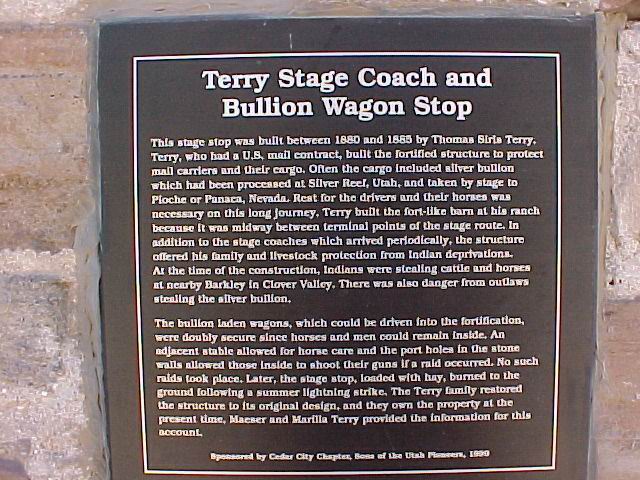 Terry Stage Coach and
Bullion Wagon Stop
This stage stop was built between 1880 and 1885 by Thomas Siris Terry.
Terry, who had a U.S. mail contract, built the fortified structure to protect
mail carriers and their cargo. Often the cargo included silver bullion
which had been processed at Silver Reef, Utah, and taken by stage to
Pioche or Panaca, Nevada. Rest for the drivers and their horses was
necessary on this long journey. Terry built the fort-like barn at his ranch
because it was midway between terminal points of the stage route. In
addition to the stage coaches which arrived periodically, the structure
offered his family and livestock protection from Indian deprivations.
At the time of the construction, Indians were stealing cattle and horses
at nearby Barkley in Clover Valley. There was also danger from outlaws
stealing the silver bullion.
The bullion laden wagons, which could be driven into the fortification,
were doubly secure since horses and men could remain inside. An
adjacent stable allowed for horse care and the port holes in the stone
walls allowed those inside to shoot their guns if a raid occurred. No such
raids took place. Later, the stage stop, loaded with hay, burned to the
ground following a summer lightning strike. The Terry family restored
the structure to its original design, and they own the property at the
present time, Maeser and Marilla Terry provided the information for this
account.
Sponsored by Cedar City Chapter, Sons of the Utah Pioneers, 1999